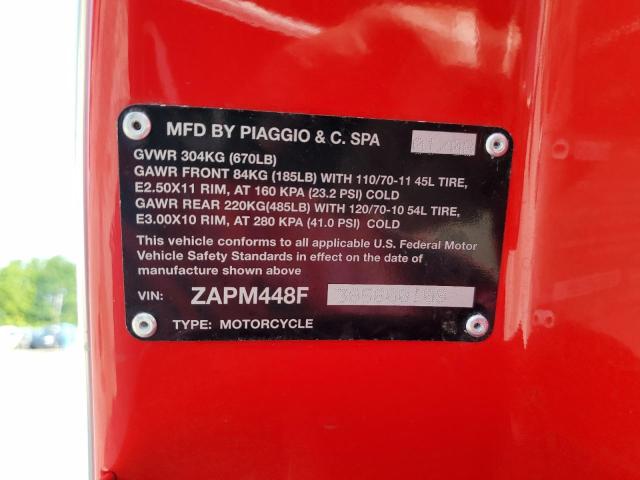 MFD BY PIAGGIO & C. SPA
GVWR 304KG (670LB)
GAWR FRONT 84KG (185LB) WITH 110/70-11 45L TIRE,
E2.50X11 RIM, AT 160 KPA (23.2 PSI) COLD
GAWR REAR 220KG(485LB) WITH 120/70-10 54L TIRE,
E3.00X10 RIM, AT 280 KPA (41.0 PSI) COLD
This vehicle conforms to all applicable U.S. Federal Motor
Vehicle Safety Standards in effect on the date of
manufacture shown above
VIN: ZAPM448F
TYPE: MOTORCYCLE